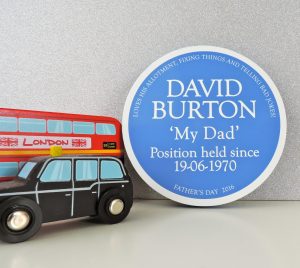 LOVES HIS ALLOTMENT, FIXING THINGS AND TELLING BAD JOKES!
DAVID
BURTON
‘My Dad’
Position held since
19-06-1970
FATHER'S DAY 2016
LONDON